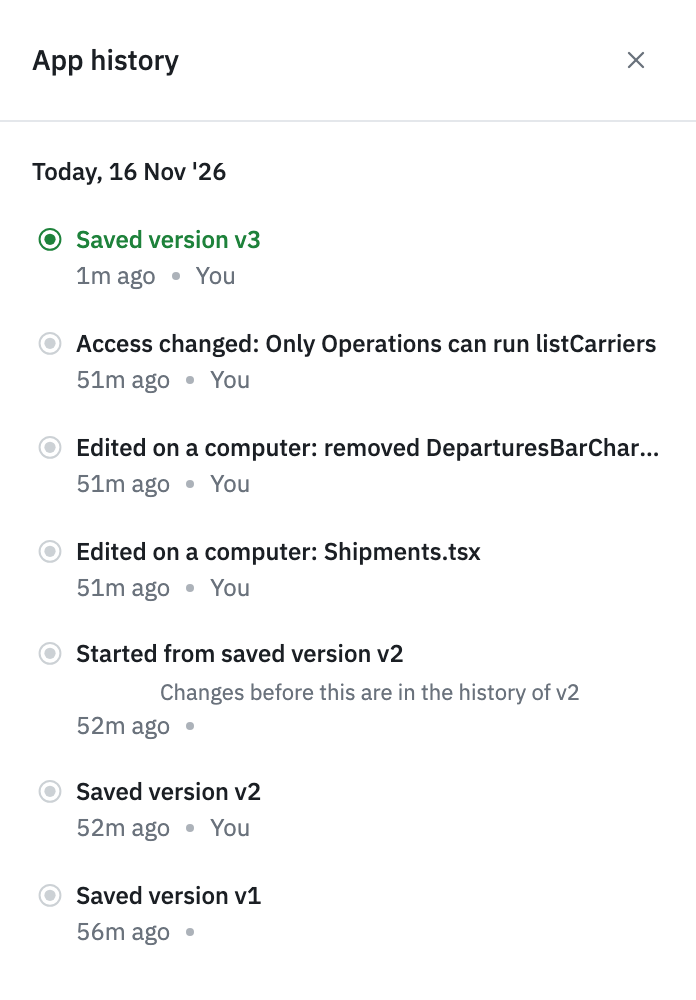 App history
Today, 16 Nov '26
Saved version v3
1m ago • You
Access changed: Only Operations can run listCarriers
51m ago • You
Edited on a computer: removed DeparturesBarChar...
51m ago • You
Edited on a computer: Shipments.tsx
51m ago • You
Started from saved version v2
Changes before this are in the history of v2
52m ago •
Saved version v2
52m ago • You
Saved version v1
56m ago •